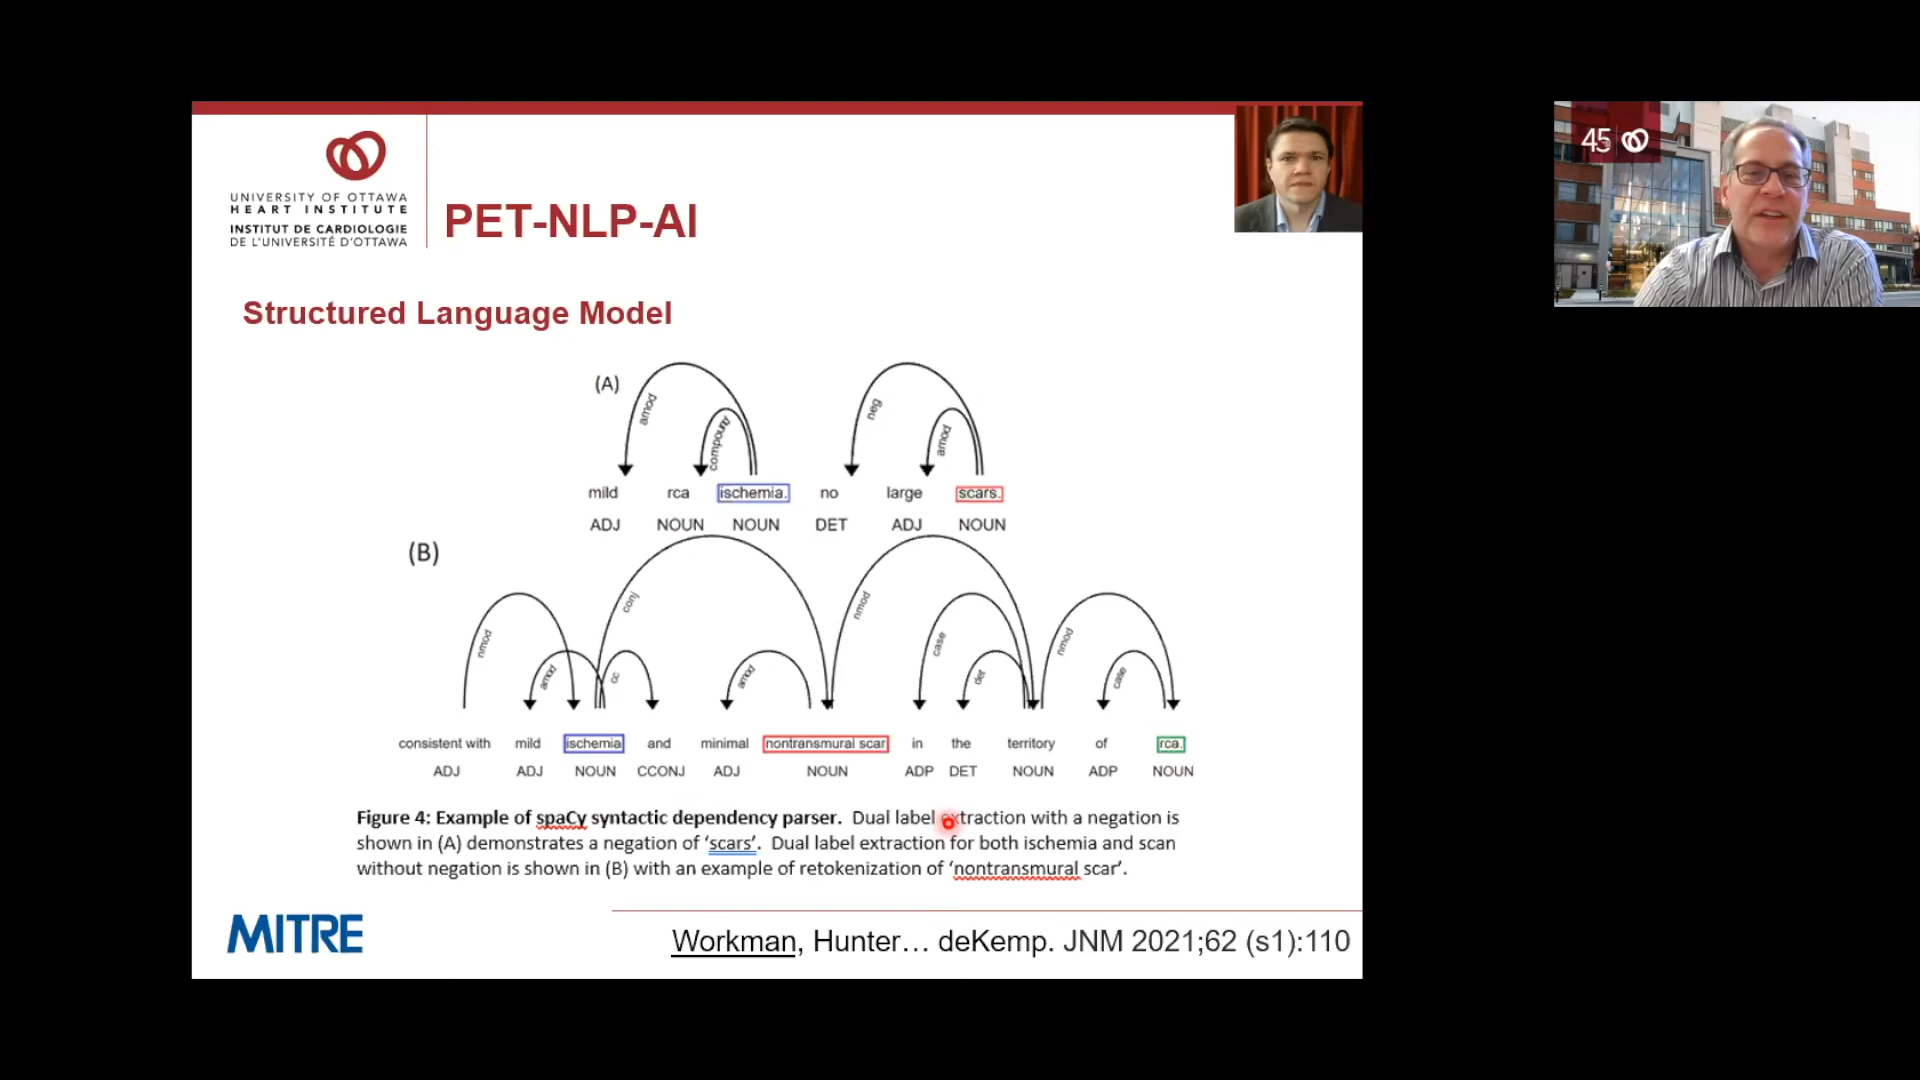 UNIVERSITY OF OTTAWA
HEART INSTITUTE
INSTITUT DE CARDIOLOGIE
DE L'UNIVERSITÉ D'OTTAWA
PET-NLP-AI
45
Structured Language Model
(A)
amod
compound
neg
amod
mild rca ischemia. no large scars.
ADJ NOUN NOUN DET ADJ NOUN
(B)
conj
nmod
nmod
amod
cc
amod
case
det
nmod
case
consistent with mild ischemia and minimal nontransmural scar in the territory of rca.
ADJ ADJ NOUN CCONJ ADJ NOUN ADP DET NOUN ADP NOUN
Figure 4: Example of spaCy syntactic dependency parser. Dual label extraction with a negation is
shown in (A) demonstrates a negation of ‘scars’. Dual label extraction for both ischemia and scan
without negation is shown in (B) with an example of retokenization of ‘nontransmural scar’.
MITRE
Workman, Hunter… deKemp. JNM 2021;62 (s1):110